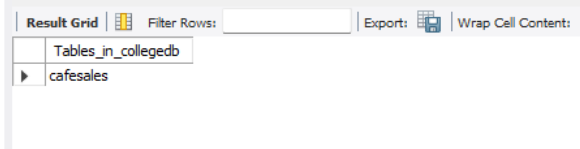 Result Grid Filter Rows: Export: Wrap Cell Content:
Tables_in_collegedb
cafesales